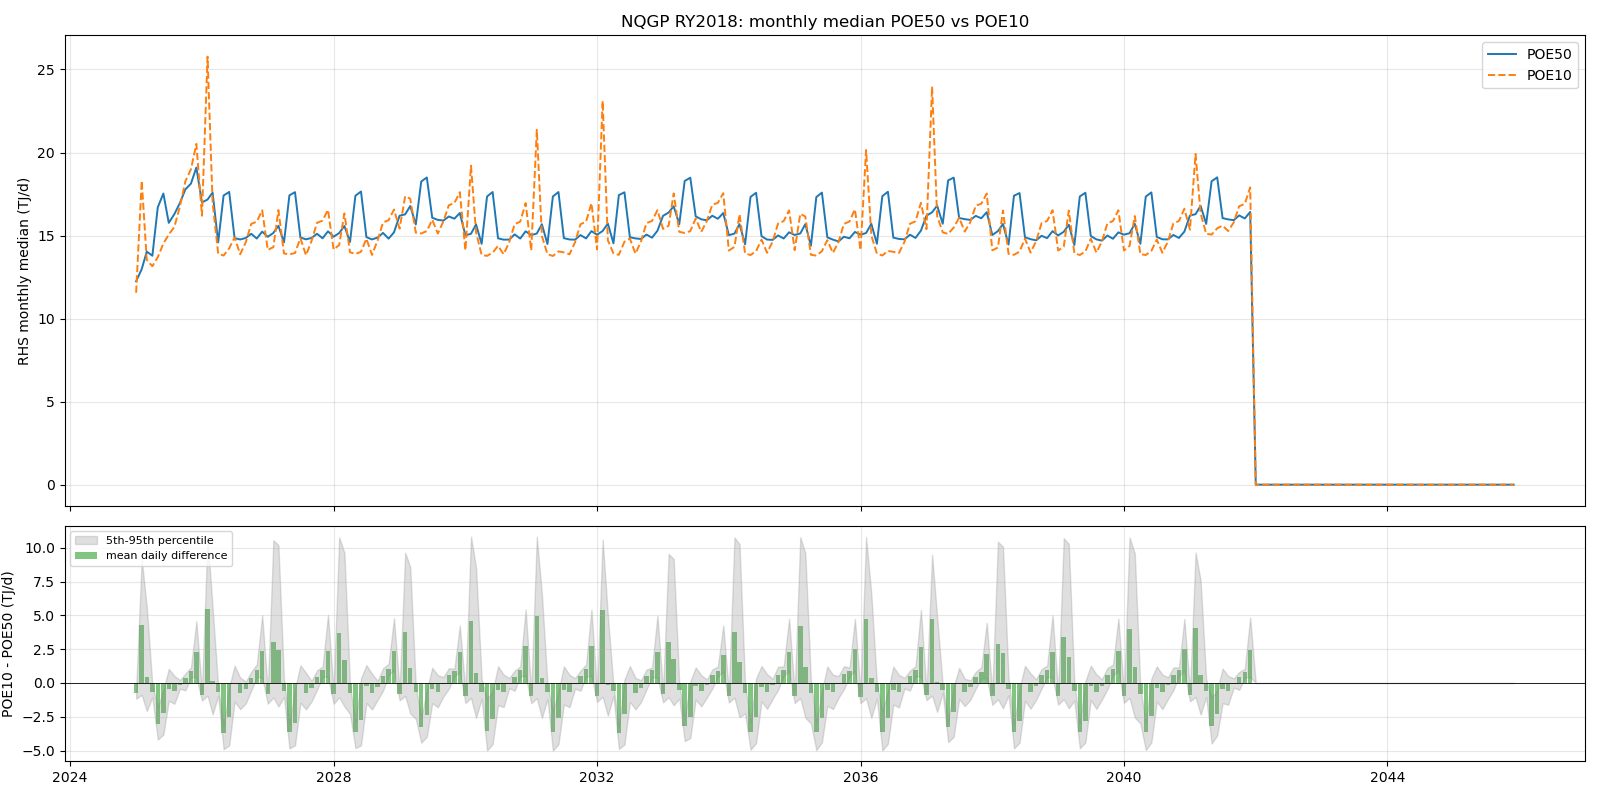 NQGP RY2018: monthly median POE50 vs POE10
RHS monthly median (TJ/d)
25
20
15
10
5
0
POE50
POE10
POE10 - POE50 (TJ/d)
10.0
7.5
5.0
2.5
0.0
−2.5
−5.0
5th-95th percentile
mean daily difference
2024
2028
2032
2036
2040
2044